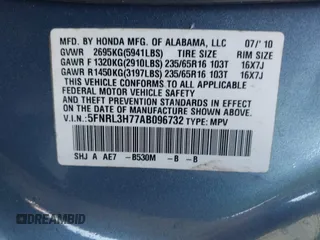 MFD. BY HONDA MFG. OF ALABAMA, LLC 07/'10
GVWR 2695KG(5941LBS) TIRE SIZE RIM SIZE
GAWR F 1320KG(2910LBS) 235/65R16 103T 16X7J
GAWR R 1450KG(3197LBS) 235/65R16 103T 16X7J
THIS VEHICLE CONFORMS TO ALL APPLICABLE
FEDERAL MOTOR VEHICLE SAFETY AND
THEFT PREVENTION STANDARDS IN
EFFECT ON THE DATE OF
MANUFACTURE SHOWN ABOVE.
V.I.N.: 5FNRL3H77AB096732 TYPE: MPV
SHJ A AE7 -B530M -B -B
DREAMBID